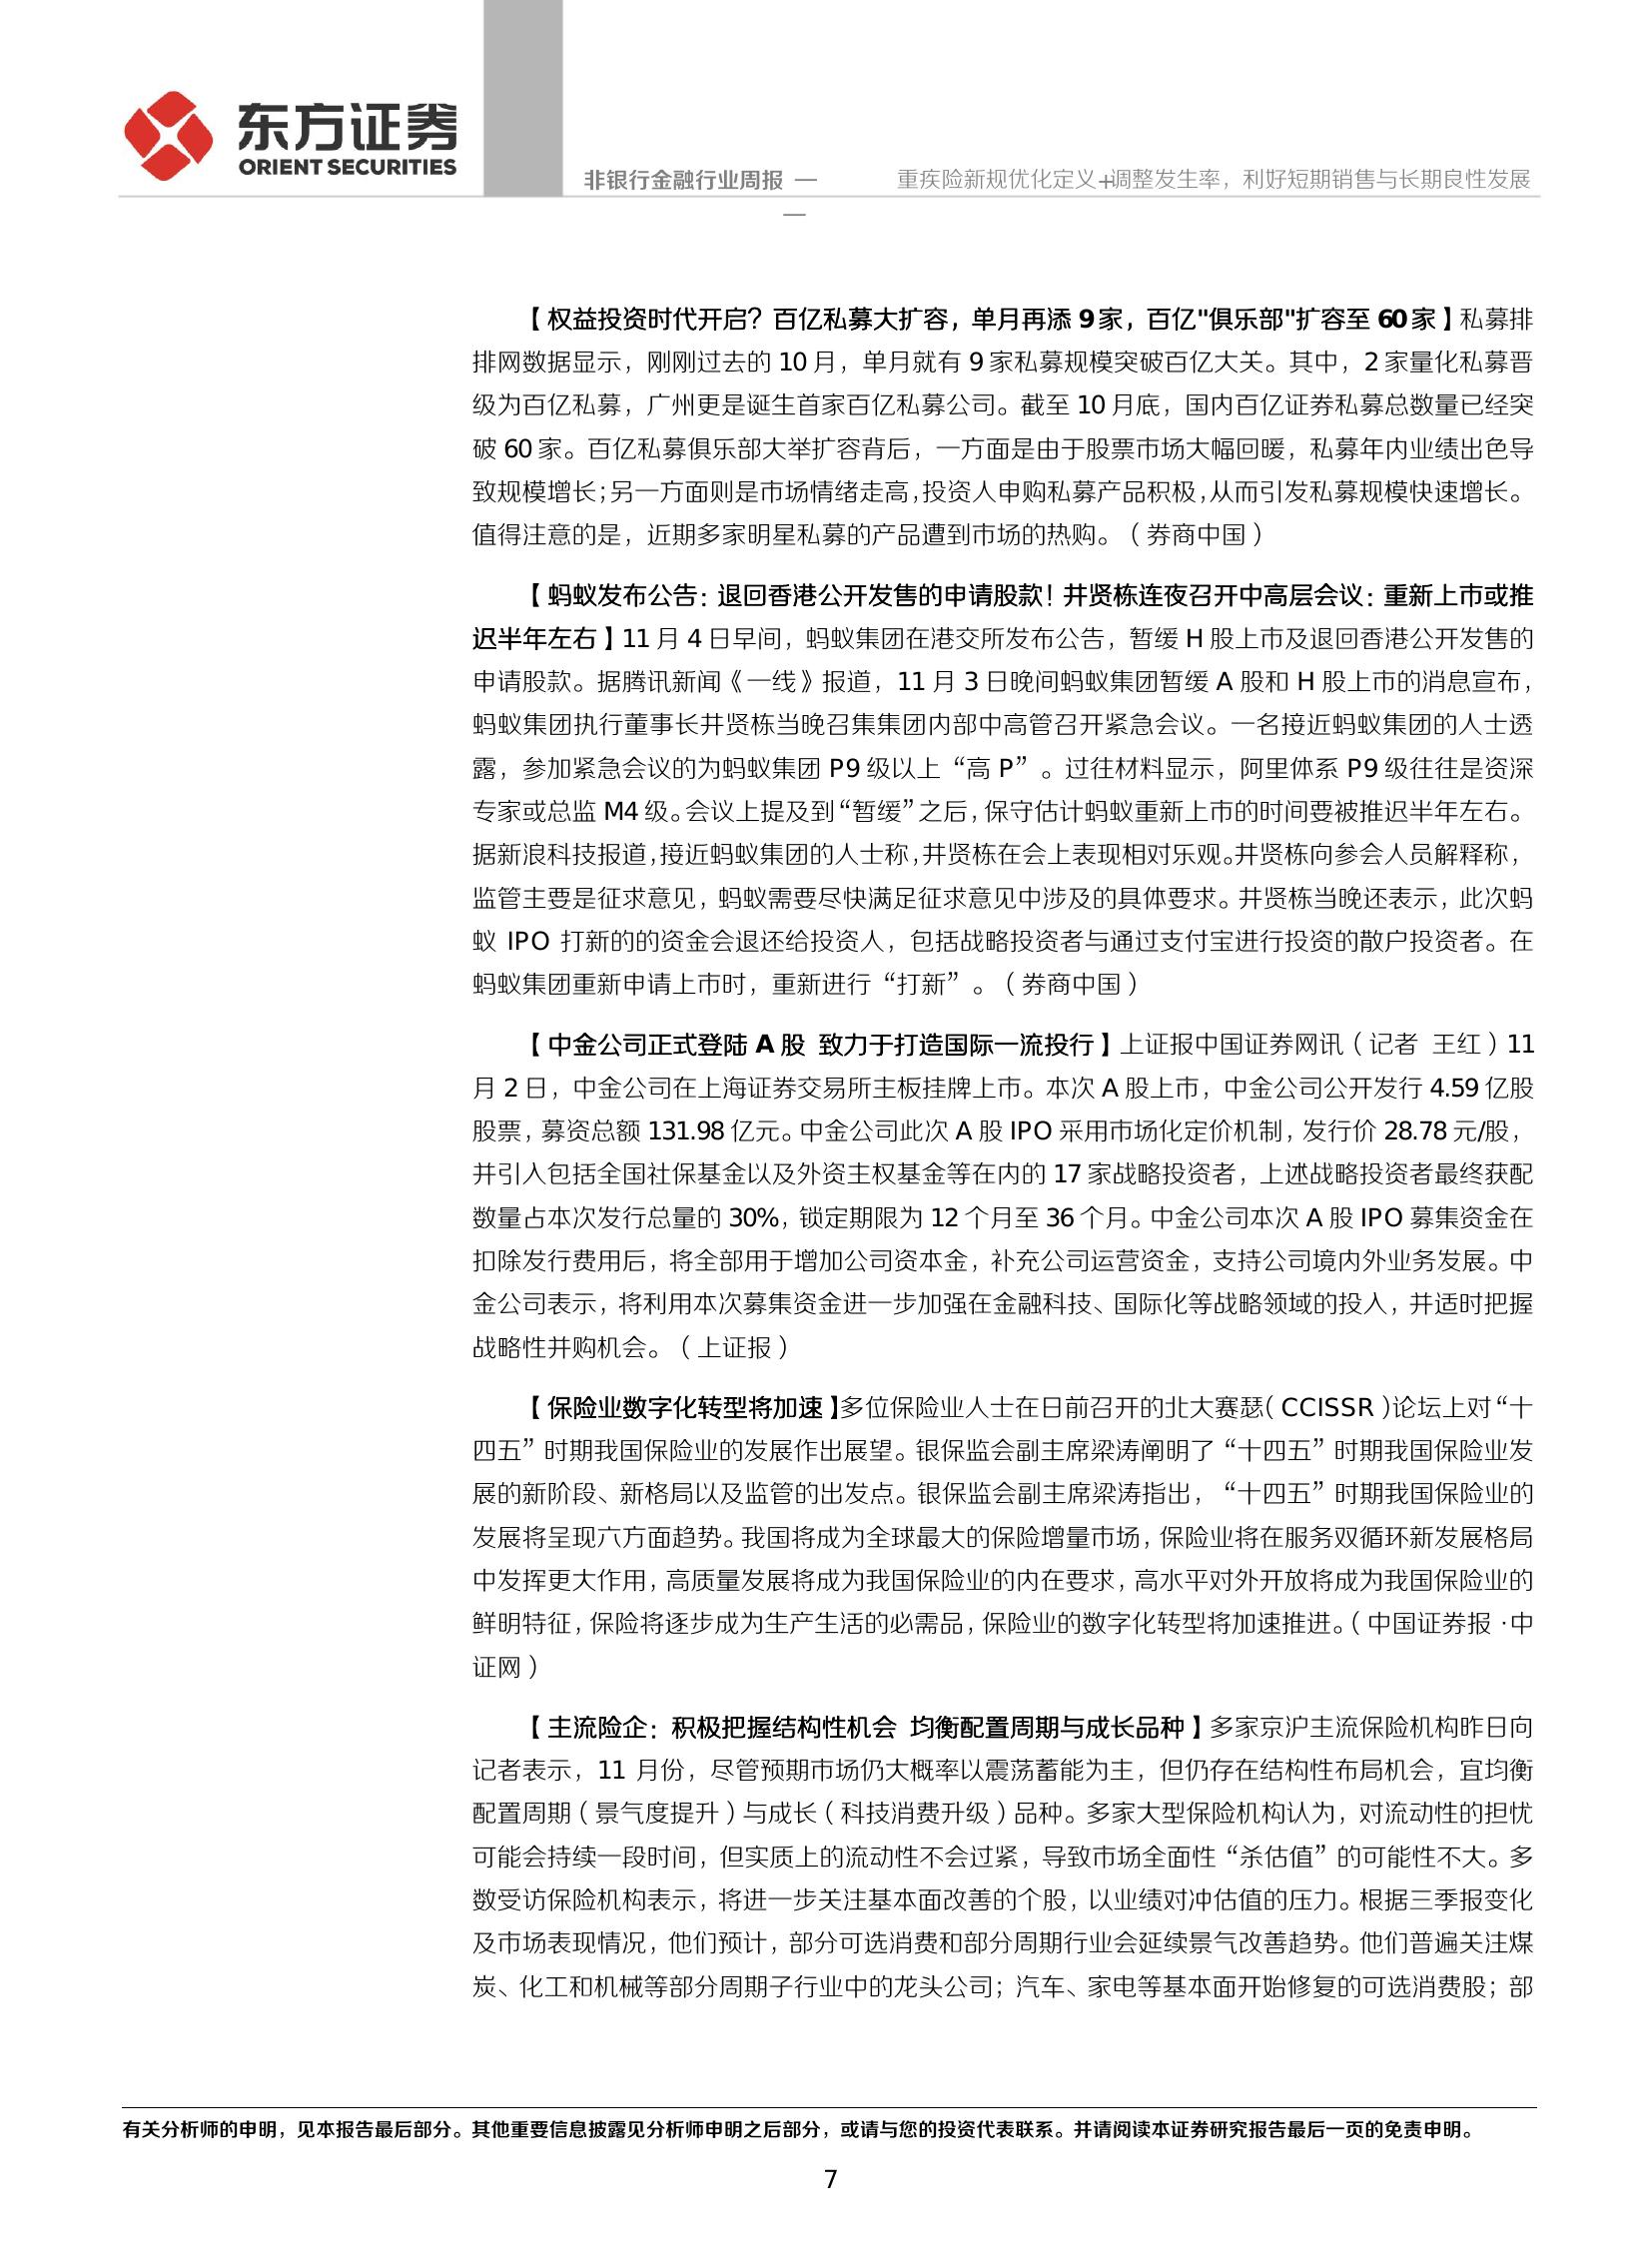 东方证券
ORIENT SECURITIES
非银行金融行业周报 —— 重疾险新规优化定义+调整发生率，利好短期销售与长期良性发展
【权益投资时代开启？百亿私募大扩容，单月再添 9 家，百亿"俱乐部"扩容至 60 家】私募排
排网数据显示，刚刚过去的 10 月，单月就有 9 家私募规模突破百亿大关。其中，2 家量化私募晋
级为百亿私募，广州更是诞生首家百亿私募公司。截至 10 月底，国内百亿证券私募总数量已经突
破 60 家。百亿私募俱乐部大举扩容背后，一方面是由于股票市场大幅回暖，私募年内业绩出色导
致规模增长；另一方面则是市场情绪走高，投资人申购私募产品积极，从而引发私募规模快速增长。
值得注意的是，近期多家明星私募的产品遭到市场的热购。（券商中国）
【蚂蚁发布公告：退回香港公开发售的申请股款！井贤栋连夜召开中高层会议：重新上市或推
迟半年左右】11 月 4 日早间，蚂蚁集团在港交所发布公告，暂缓 H 股上市及退回香港公开发售的
申请股款。据腾讯新闻《一线》报道，11 月 3 日晚间蚂蚁集团暂缓 A 股和 H 股上市的消息宣布，
蚂蚁集团执行董事长井贤栋当晚召集集团内部中高管召开紧急会议。一名接近蚂蚁集团的人士透
露，参加紧急会议的为蚂蚁集团 P9 级以上“高 P”。过往材料显示，阿里体系 P9 级往往是资深
专家或总监 M4 级。会议上提及到“暂缓”之后，保守估计蚂蚁重新上市的时间要被推迟半年左右。
据新浪科技报道，接近蚂蚁集团的人士称，井贤栋在会上表现相对乐观。井贤栋向参会人员解释称，
监管主要是征求意见，蚂蚁需要尽快满足征求意见中涉及的具体要求。井贤栋当晚还表示，此次蚂
蚁 IPO 打新的的资金会退还给投资人，包括战略投资者与通过支付宝进行投资的散户投资者。在
蚂蚁集团重新申请上市时，重新进行“打新”。（券商中国）
【中金公司正式登陆 A 股 致力于打造国际一流投行】上证报中国证券网讯（记者 王红）11
月 2 日，中金公司在上海证券交易所主板挂牌上市。本次 A 股上市，中金公司公开发行 4.59 亿股
股票，募资总额 131.98 亿元。中金公司此次 A 股 IPO 采用市场化定价机制，发行价 28.78 元/股，
并引入包括全国社保基金以及外资主权基金等在内的 17 家战略投资者，上述战略投资者最终获配
数量占本次发行总量的 30%，锁定期限为 12 个月至 36 个月。中金公司本次 A 股 IPO 募集资金在
扣除发行费用后，将全部用于增加公司资本金，补充公司运营资金，支持公司境内外业务发展。中
金公司表示，将利用本次募集资金进一步加强在金融科技、国际化等战略领域的投入，并适时把握
战略性并购机会。（上证报）
【保险业数字化转型将加速】多位保险业人士在日前召开的北大赛瑟（CCISSR）论坛上对“十
四五”时期我国保险业的发展作出展望。银保监会副主席梁涛阐明了“十四五”时期我国保险业发
展的新阶段、新格局以及监管的出发点。银保监会副主席梁涛指出，“十四五”时期我国保险业的
发展将呈现六方面趋势。我国将成为全球最大的保险增量市场，保险业将在服务双循环新发展格局
中发挥更大作用，高质量发展将成为我国保险业的内在要求，高水平对外开放将成为我国保险业的
鲜明特征，保险将逐步成为生产生活的必需品，保险业的数字化转型将加速推进。（中国证券报·中
证网）
【主流险企：积极把握结构性机会 均衡配置周期与成长品种】多家京沪主流保险机构昨日向
记者表示，11 月份，尽管预期市场仍大概率以震荡蓄能为主，但仍存在结构性布局机会，宜均衡
配置周期（景气度提升）与成长（科技消费升级）品种。多家大型保险机构认为，对流动性的担忧
可能会持续一段时间，但实质上的流动性不会过紧，导致市场全面性“杀估值”的可能性不大。多
数受访保险机构表示，将进一步关注基本面改善的个股，以业绩对冲估值的压力。根据三季报变化
及市场表现情况，他们预计，部分可选消费和部分周期行业会延续景气改善趋势。他们普遍关注煤
炭、化工和机械等部分周期子行业中的龙头公司；汽车、家电等基本面开始修复的可选消费股；部
有关分析师的申明，见本报告最后部分。其他重要信息披露见分析师申明之后部分，或请与您的投资代表联系。并请阅读本证券研究报告最后一页的免责申明。
7